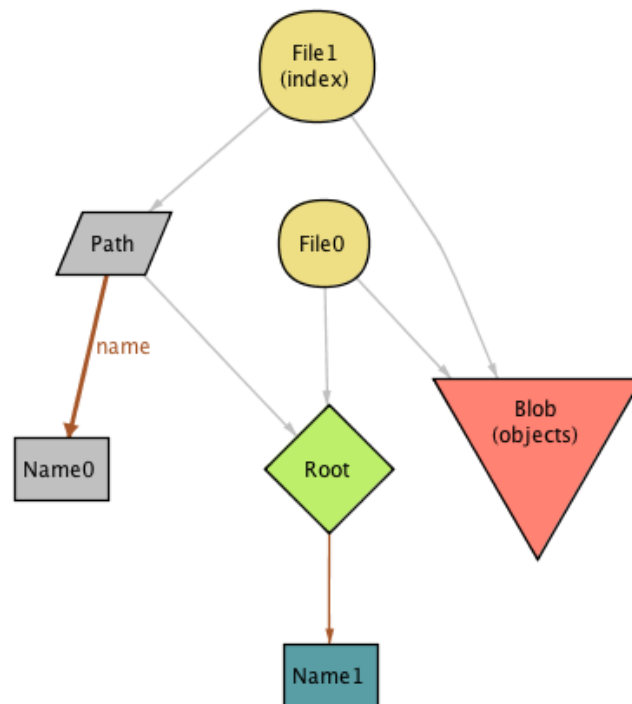 File1
(index)
Path
File0
name
Blob
(objects)
Name0
Root
Name1